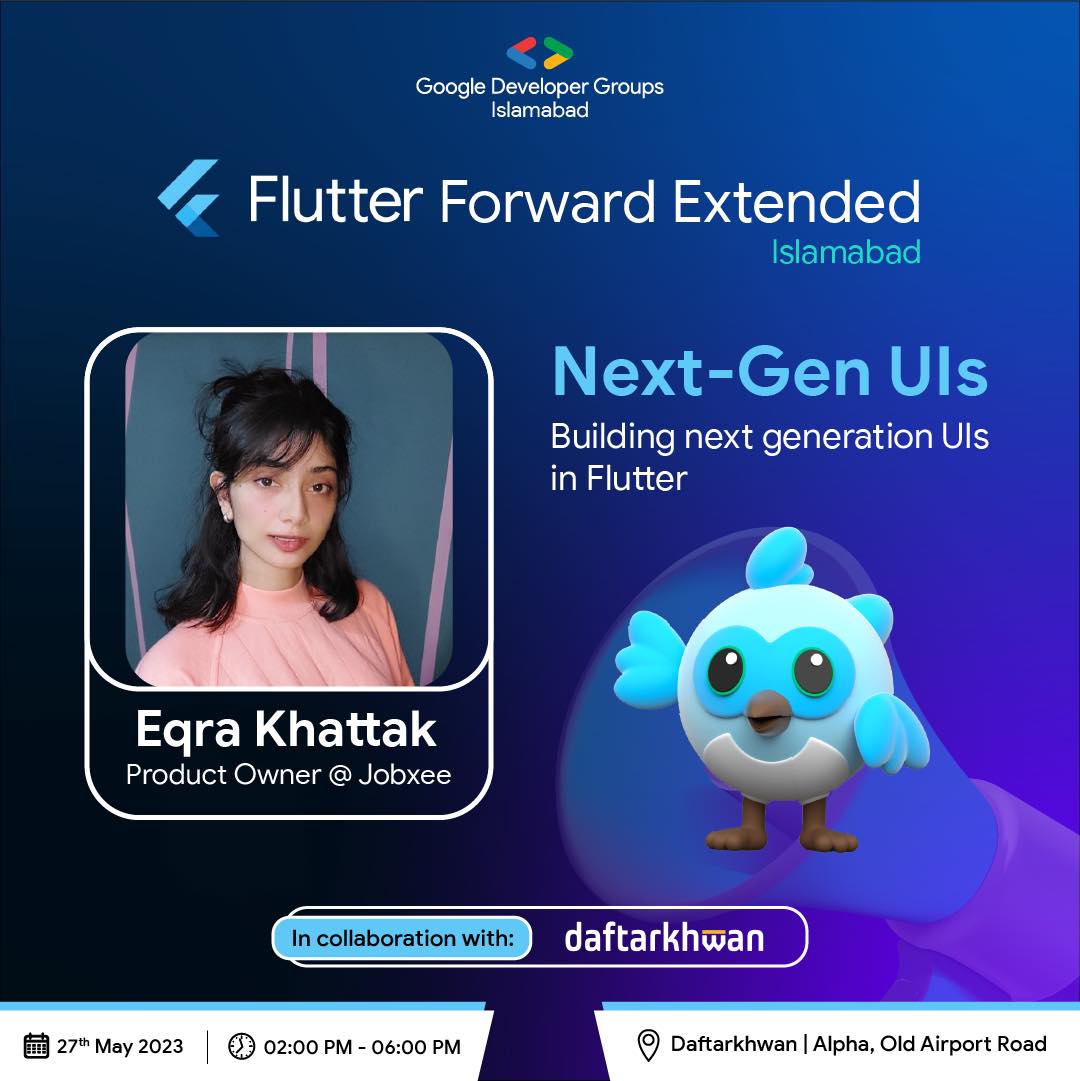 Google Developer Groups
Islamabad
Flutter Forward Extended
Islamabad
Next-Gen UIs
Building next generation UIs
in Flutter
Eqra Khattak
Product Owner @ Jobxee
In collaboration with: daftarkhwan
27th May 2023 | 02:00 PM - 06:00 PM
Daftarkhwan | Alpha, Old Airport Road